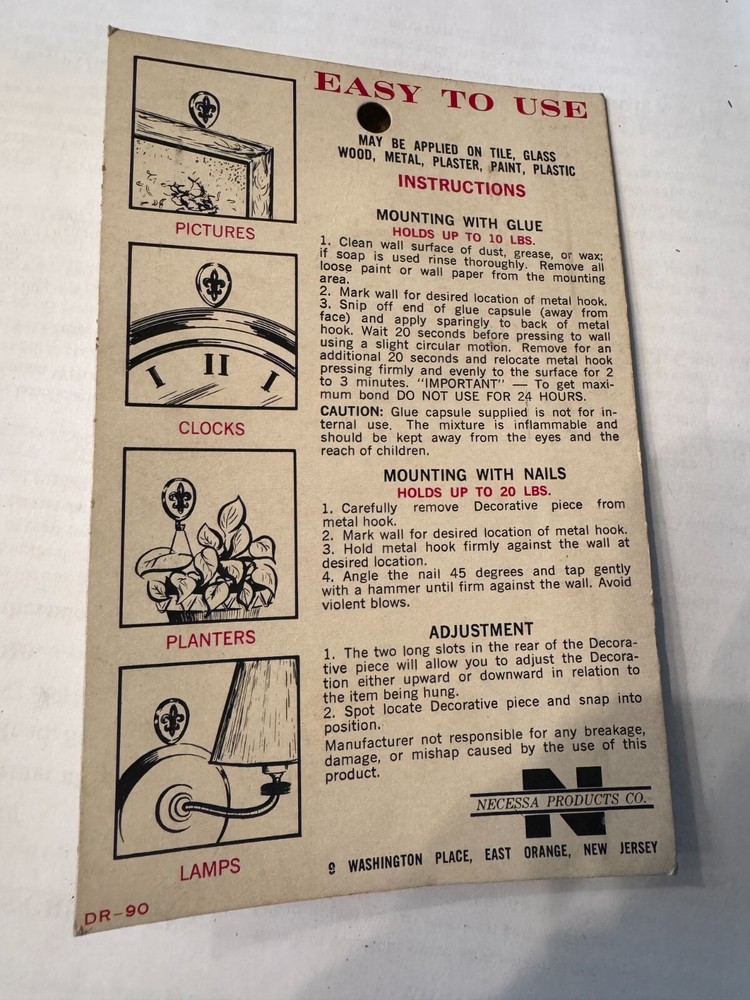 EASY TO USE
MAY BE APPLIED ON TILE, GLASS
WOOD, METAL, PLASTER, PAINT, PLASTIC
INSTRUCTIONS
MOUNTING WITH GLUE
HOLDS UP TO 10 LBS.
1. Clean wall surface of dust, grease, or wax;
if soap is used rinse thoroughly. Remove all
loose paint or wall paper from the mounting
area.
2. Mark wall for desired location of metal hook.
3. Snip off end of glue capsule (away from
face) and apply sparingly to back of metal
hook. Wait 20 seconds before pressing to wall
using a slight circular motion. Remove for an
additional 20 seconds and relocate metal hook
pressing firmly and evenly to the surface for 2
to 3 minutes. "IMPORTANT" — To get maxi-
mum bond DO NOT USE FOR 24 HOURS.
CAUTION: Glue capsule supplied is not for in-
ternal use. The mixture is inflammable and
should be kept away from the eyes and the
reach of children.
MOUNTING WITH NAILS
HOLDS UP TO 20 LBS.
1. Carefully remove Decorative piece from
metal hook.
2. Mark wall for desired location of metal hook.
3. Hold metal hook firmly against the wall at
desired location.
4. Angle the nail 45 degrees and tap gently
with a hammer until firm against the wall. Avoid
violent blows.
ADJUSTMENT
1. The two long slots in the rear of the Decora-
tive piece will allow you to adjust the Decora-
tion either upward or downward in relation to
the item being hung.
2. Spot locate Decorative piece and snap into
position.
Manufacturer not responsible for any breakage,
damage, or mishap caused by the use of this
product.
N
NECESSA PRODUCTS CO.
9 WASHINGTON PLACE, EAST ORANGE, NEW JERSEY
PICTURES
I II I
CLOCKS
PLANTERS
LAMPS
DR-90